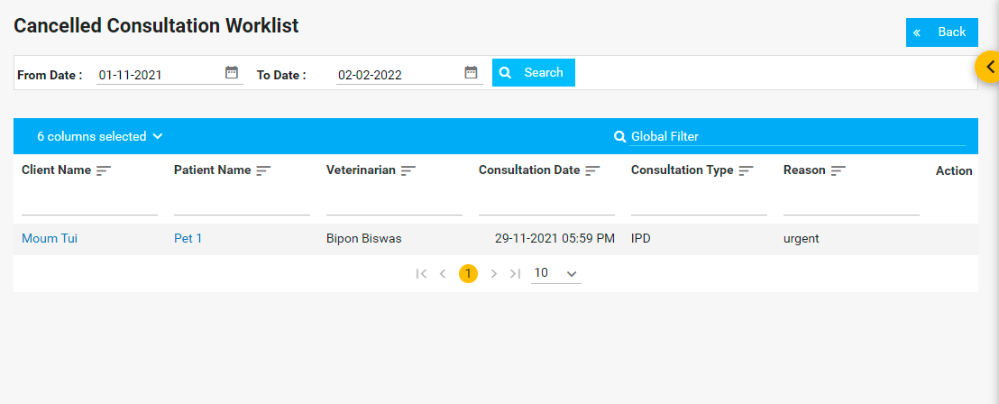 Cancelled Consultation Worklist
Back
From Date : 01-11-2021 To Date : 02-02-2022 Search
6 columns selected Global Filter
Client Name Patient Name Veterinarian Consultation Date Consultation Type Reason Action
Moum Tui Pet 1 Bipon Biswas 29-11-2021 05:59 PM IPD urgent
1 10